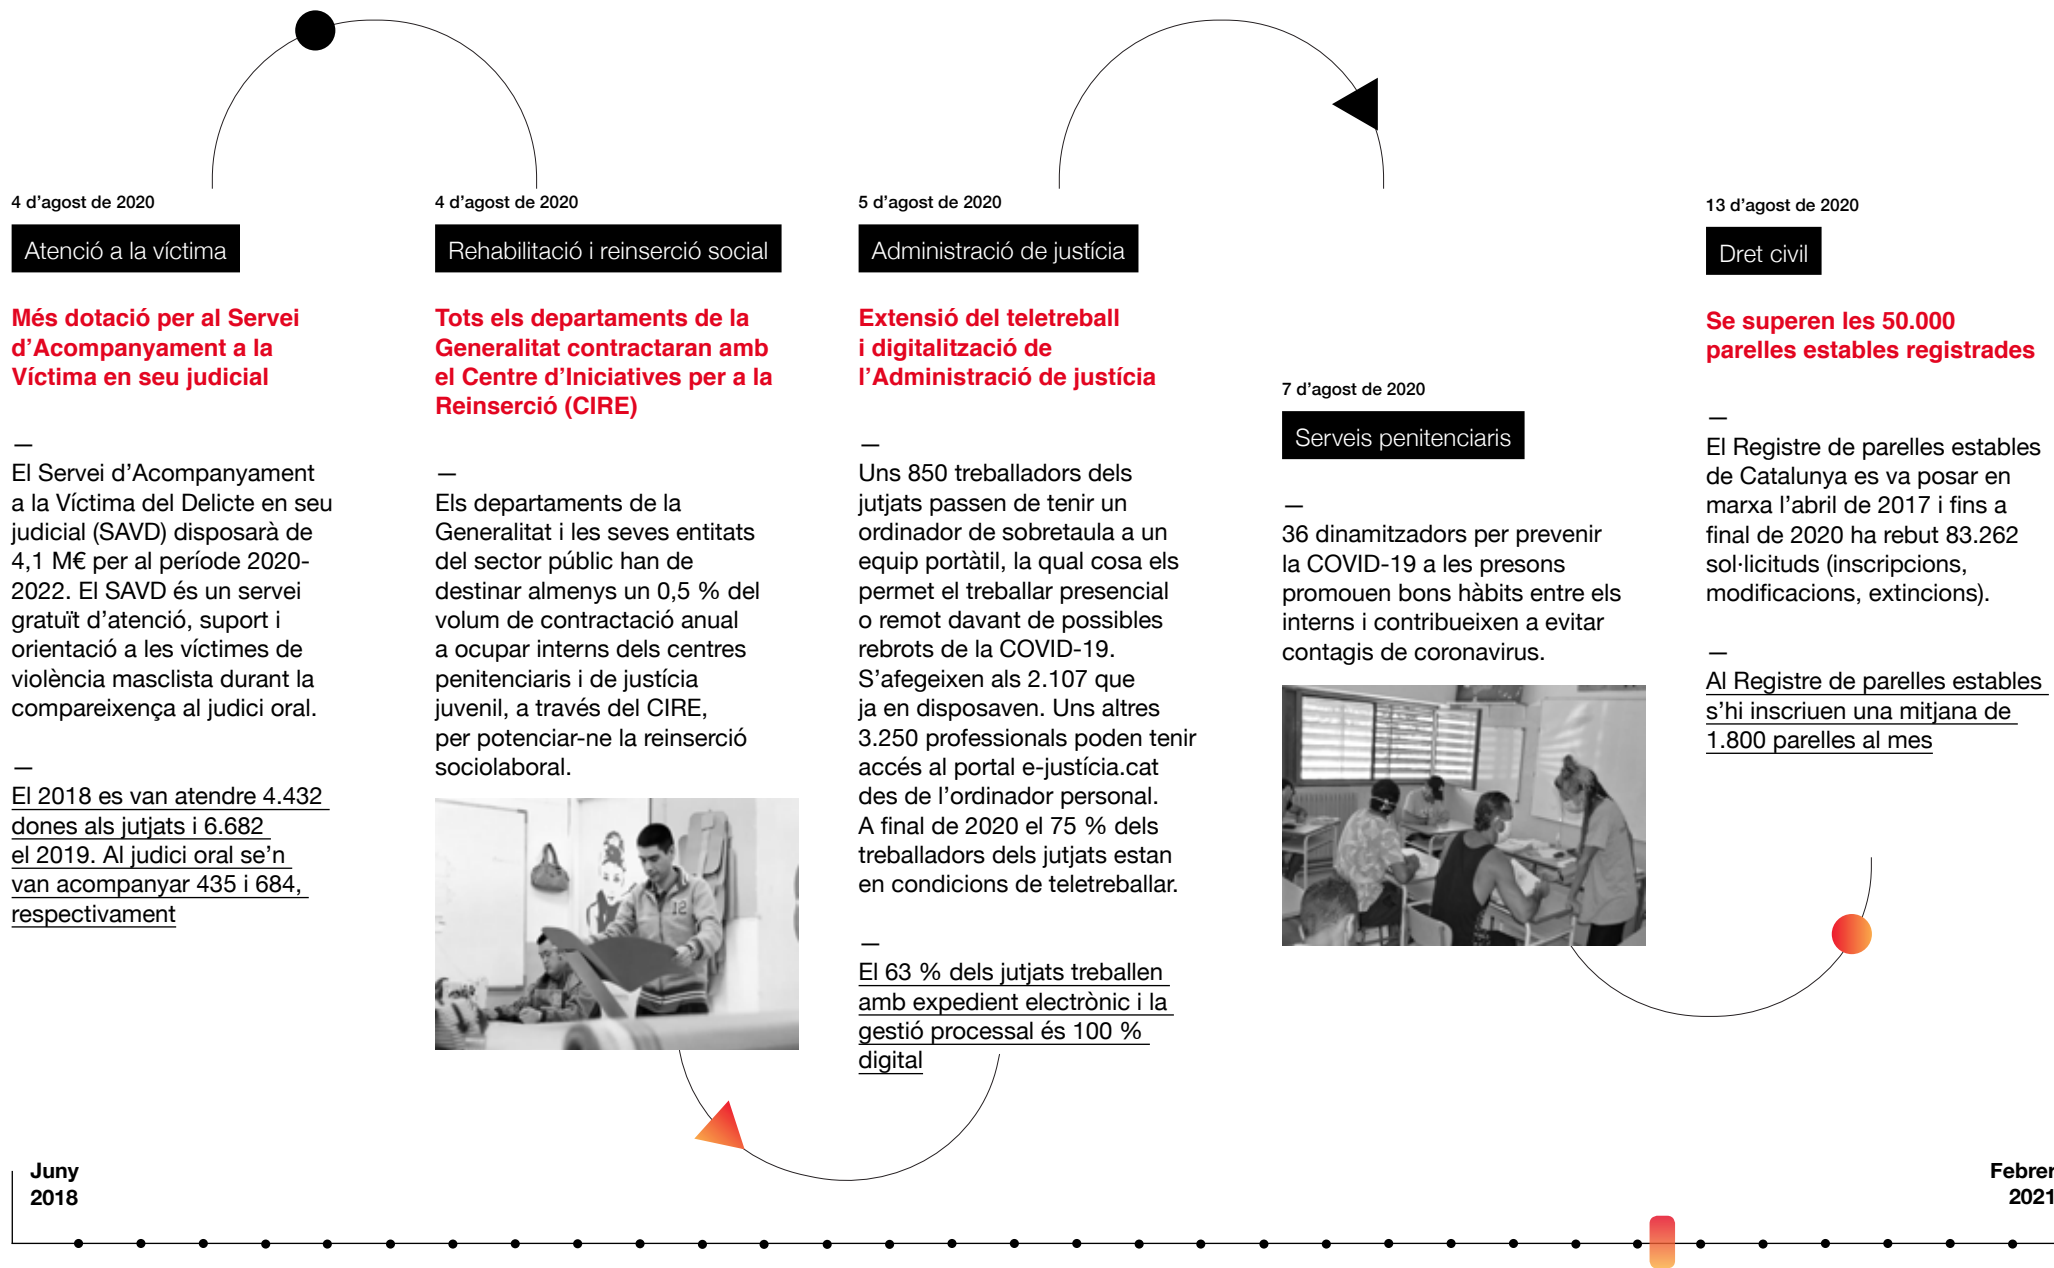 4 d’agost de 2020
Atenció a la víctima
Més dotació per al Servei
d’Acompanyament a la
Víctima en seu judicial
—
El Servei d’Acompanyament
a la Víctima del Delicte en seu
judicial (SAVD) disposarà de
4,1 M€ per al període 2020-
2022. El SAVD és un servei
gratuït d’atenció, suport i
orientació a les víctimes de
violència masclista durant la
compareixença al judici oral.
—
El 2018 es van atendre 4.432
dones als jutjats i 6.682
el 2019. Al judici oral se’n
van acompanyar 435 i 684,
respectivament
4 d’agost de 2020
Rehabilitació i reinserció social
Tots els departaments de la
Generalitat contractaran amb
el Centre d’Iniciatives per a la
Reinserció (CIRE)
—
Els departaments de la
Generalitat i les seves entitats
del sector públic han de
destinar almenys un 0,5 % del
volum de contractació anual
a ocupar interns dels centres
penitenciaris i de justícia
juvenil, a través del CIRE,
per potenciar-ne la reinserció
sociolaboral.
12
5 d’agost de 2020
Administració de justícia
Extensió del teletreball
i digitalització de
l’Administració de justícia
—
Uns 850 treballadors dels
jutjats passen de tenir un
ordinador de sobretaula a un
equip portàtil, la qual cosa els
permet el treballar presencial
o remot davant de possibles
rebrots de la COVID-19.
S’afegeixen als 2.107 que
ja en disposaven. Uns altres
3.250 professionals poden tenir
accés al portal e-justícia.cat
des de l’ordinador personal.
A final de 2020 el 75 % dels
treballadors dels jutjats estan
en condicions de teletreballar.
—
El 63 % dels jutjats treballen
amb expedient electrònic i la
gestió processal és 100 %
digital
7 d’agost de 2020
Serveis penitenciaris
—
36 dinamitzadors per prevenir
la COVID-19 a les presons
promouen bons hàbits entre els
interns i contribueixen a evitar
contagis de coronavirus.
13 d’agost de 2020
Dret civil
Se superen les 50.000
parelles estables registrades
—
El Registre de parelles estables
de Catalunya es va posar en
marxa l’abril de 2017 i fins a
final de 2020 ha rebut 83.262
sol·licituds (inscripcions,
modificacions, extincions).
—
Al Registre de parelles estables
s’hi inscriuen una mitjana de
1.800 parelles al mes
Juny
2018
Febrer
2021